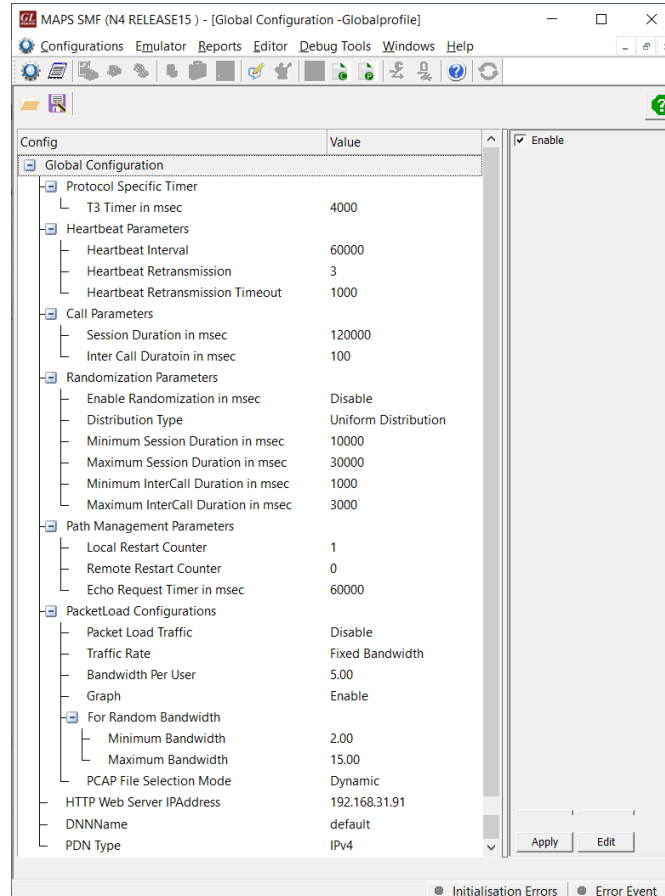 GL MAPS SMF (N4 RELEASE15 ) - [Global Configuration -Globalprofile]
Configurations Emulator Reports Editor Debug Tools Windows Help
Config Value Enable
Global Configuration
Protocol Specific Timer
T3 Timer in msec 4000
Heartbeat Parameters
Heartbeat Interval 60000
Heartbeat Retransmission 3
Heartbeat Retransmission Timeout 1000
Call Parameters
Session Duration in msec 120000
Inter Call Duratoin in msec 100
Randomization Parameters
Enable Randomization in msec Disable
Distribution Type Uniform Distribution
Minimum Session Duration in msec 10000
Maximum Session Duration in msec 30000
Minimum InterCall Duration in msec 1000
Maximum InterCall Duration in msec 3000
Path Management Parameters
Local Restart Counter 1
Remote Restart Counter 0
Echo Request Timer in msec 60000
PacketLoad Configurations
Packet Load Traffic Disable
Traffic Rate Fixed Bandwidth
Bandwidth Per User 5.00
Graph Enable
For Random Bandwidth
Minimum Bandwidth 2.00
Maximum Bandwidth 15.00
PCAP File Selection Mode Dynamic
HTTP Web Server IPAddress 192.168.31.91
DNNName default
PDN Type IPv4
Apply Edit
Initialisation Errors Error Event